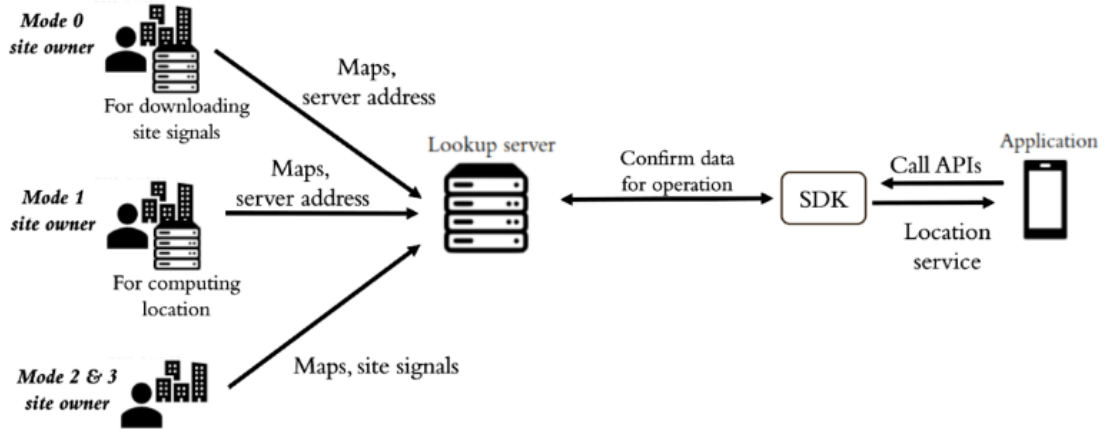 Mode 0
site owner
For downloading
site signals
Maps,
server address
Mode 1
site owner
For computing
location
Maps,
server address
Mode 2 & 3
site owner
Maps, site signals
Lookup server
Confirm data
for operation
SDK
Call APIs
Location
service
Application